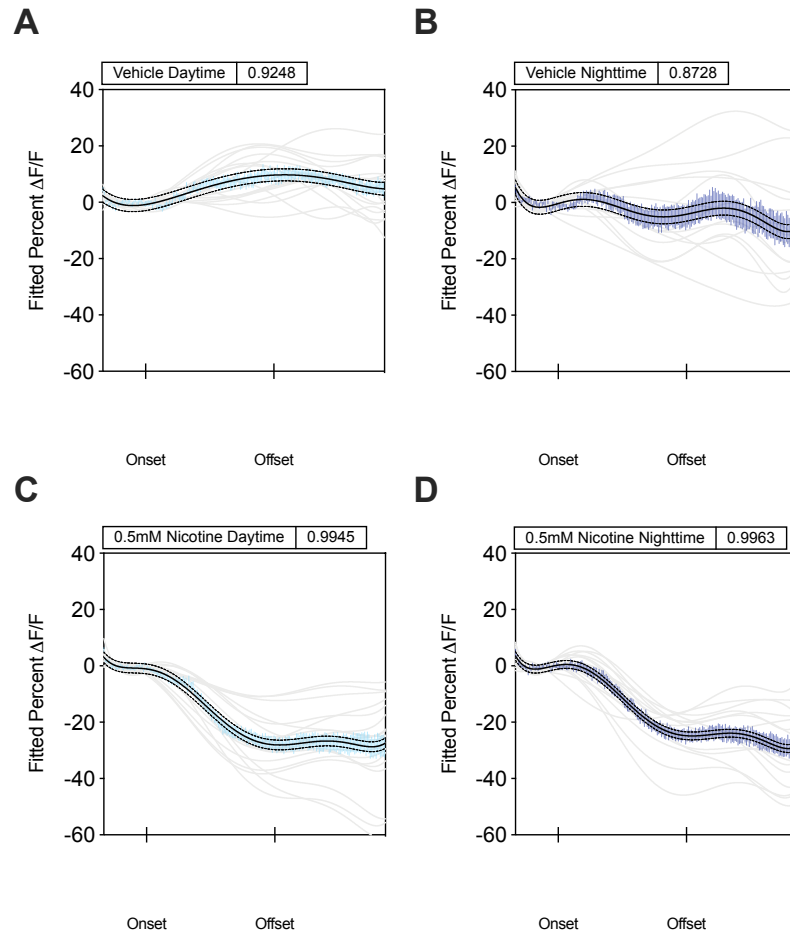 A
Vehicle Daytime 0.9248
40
20
0
-20
-40
-60
Fitted Percent ΔF/F
Onset Offset
B
Vehicle Nighttime 0.8728
40
20
0
-20
-40
-60
Fitted Percent ΔF/F
Onset Offset
C
0.5mM Nicotine Daytime 0.9945
40
20
0
-20
-40
-60
Fitted Percent ΔF/F
Onset Offset
D
0.5mM Nicotine Nighttime 0.9963
40
20
0
-20
-40
-60
Fitted Percent ΔF/F
Onset Offset